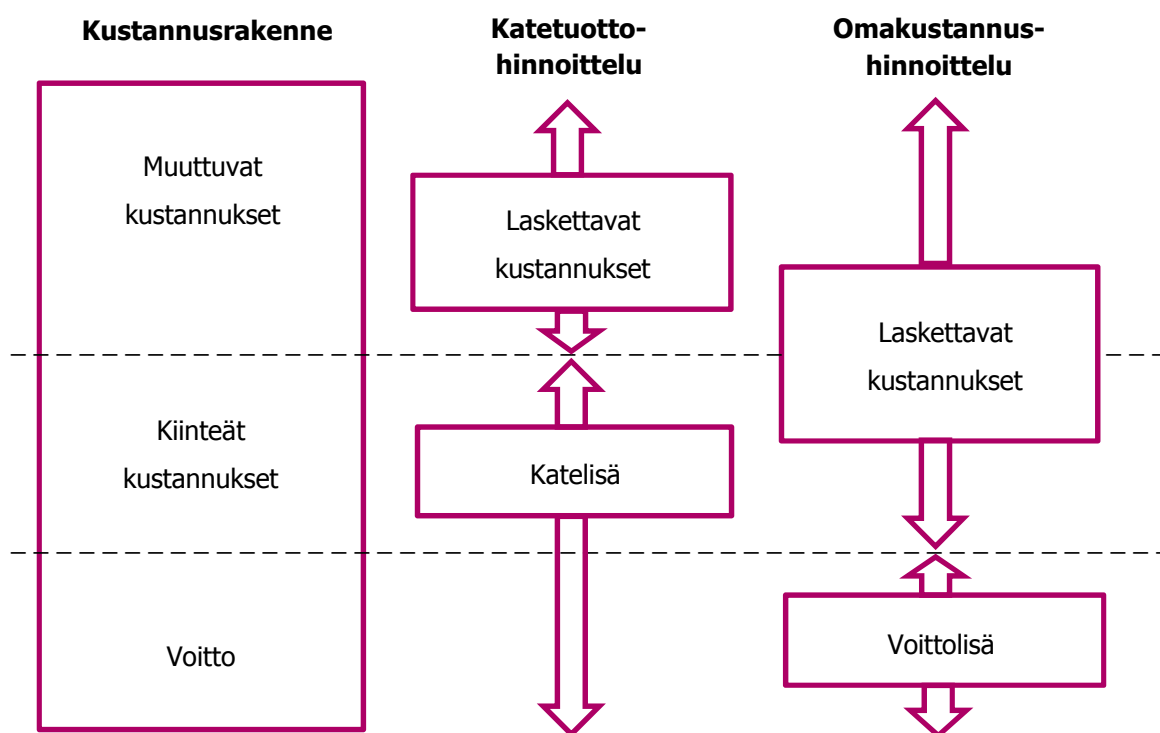 Kustannusrakenne
Katetuotto-
hinnoittelu
Omakustannus-
hinnoittelu
Muuttuvat
kustannukset
Laskettavat
kustannukset
Laskettavat
kustannukset
Kiinteät
kustannukset
Katelisä
Voitto
Voittolisä